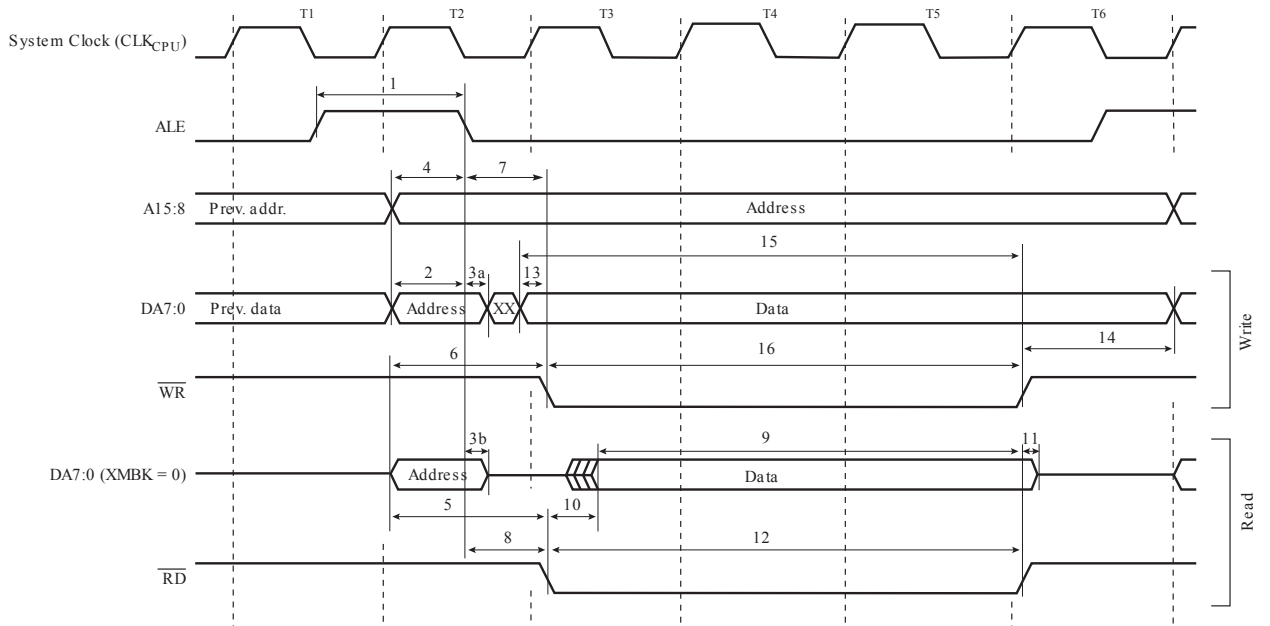 T1 T2 T3 T4 T5 T6
System Clock (CLKCPU)
1
ALE
4 7
A15:8 Prev. addr. Address
15
2 3a 13
DA7:0 Prev. data Address XX Data
14
6 16
WR
Write
3b 9 11
DA7:0 (XMBK = 0) Address Data
5 10
8 12
RD
Read